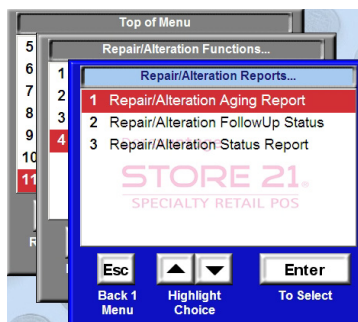 Top of Menu
5
6
7
8
9
10
11
R
Repair/Alteration Functions...
1
2
3
4
Repair/Alteration Reports...
1 Repair/Alteration Aging Report
2 Repair/Alteration FollowUp Status
3 Repair/Alteration Status Report
STORE 21
SPECIALTY RETAIL POS
Esc
Enter
Back 1 Menu
Highlight Choice
To Select